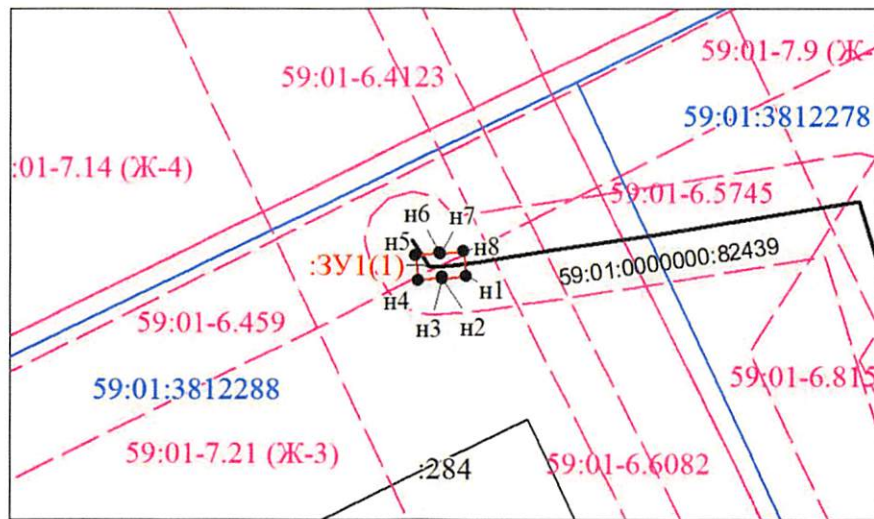 59:01-7.9 (Ж-
59:01-6.4123
59:01:3812278
:01-7.14 (Ж-4)
59:01-6.5745
н6
н7
н5
н8
:ЗУ1(1)
59:01:0000000:82439
н4
н1
н3
н2
59:01-6.459
59:01:3812288
59:01-6.815
59:01-7.21 (Ж-3)
:284
59:01-6.6082